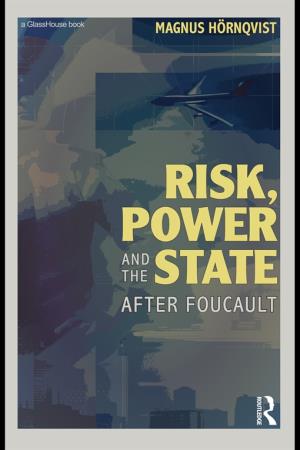 a GlassHouse book
MAGNUS HÖRNQVIST
RISK,
POWER
AND
THE STATE
AFTER FOUCAULT
ROUTLEDGE